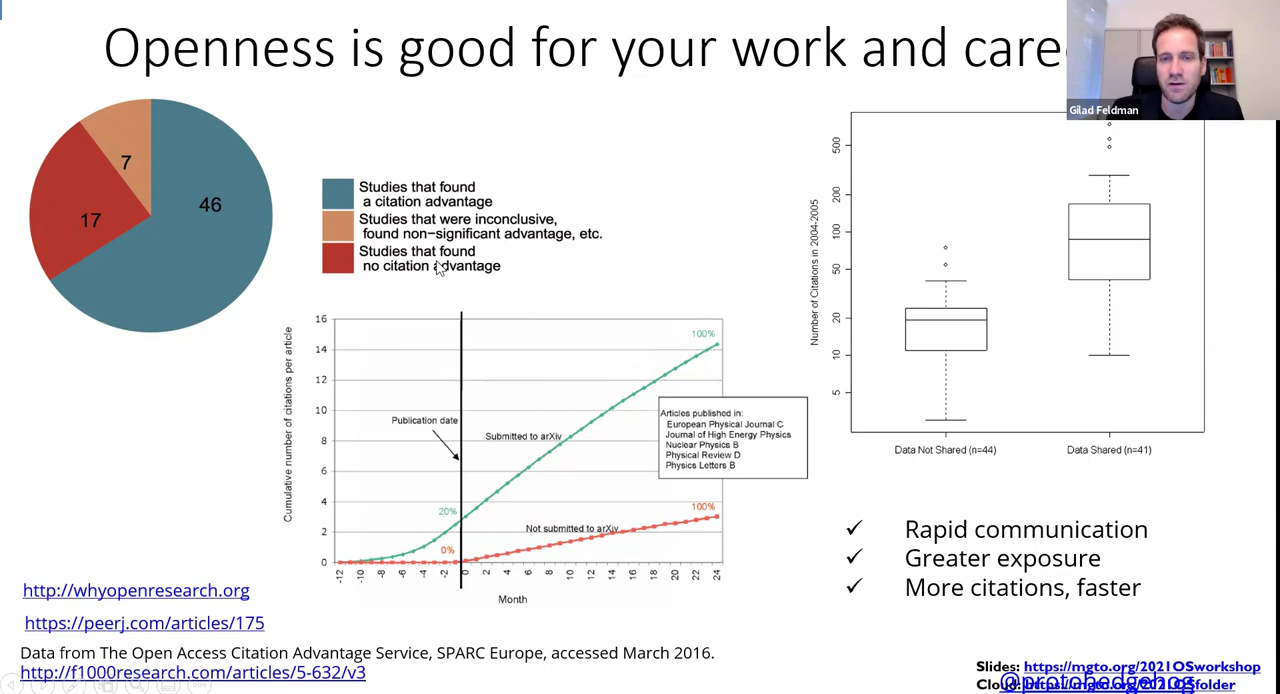 Openness is good for your work and caree
Gilad Feldman
46
7
17
Studies that found
a citation advantage
Studies that were inconclusive,
found non-significant advantage, etc.
Studies that found
no citation advantage
Cumulative number of citations per article
16
14
12
10
8
6
4
2
0
Publication date
20%
0%
Submitted to arXiv
Not submitted to arXiv
100%
100%
Articles published in:
European Physical Journal C
Journal of High Energy Physics
Nuclear Physics B
Physical Review D
Physics Letters B
-12 -10 -8 -6 -4 -2 0 2 4 6 8 10 12 14 16 18 20 22 24
Month
Number of Citations in 2004-2005
500
200
100
50
20
10
5
Data Not Shared (n=44)
Data Shared (n=41)
✓ Rapid communication
✓ Greater exposure
✓ More citations, faster
http://whyopenresearch.org
https://peerj.com/articles/175
Data from The Open Access Citation Advantage Service, SPARC Europe, accessed March 2016.
http://f1000research.com/articles/5-632/v3
Slides: https://mgto.org/2021OSworkshop
Cloud: https://mgto.org/2021OSfolder
@protohedgehog